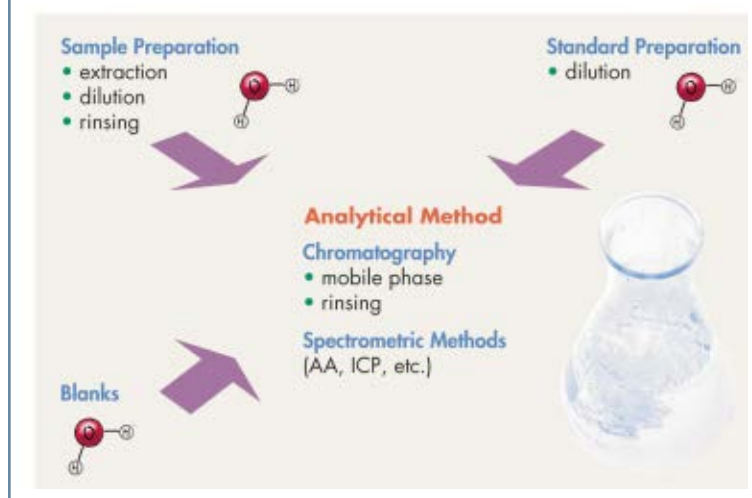 Sample Preparation
• extraction
• dilution
• rinsing
O
H
H
Standard Preparation
• dilution
O
H
H
Analytical Method
Chromatography
• mobile phase
• rinsing
Spectrometric Methods
(AA, ICP, etc.)
Blanks
O
H
H